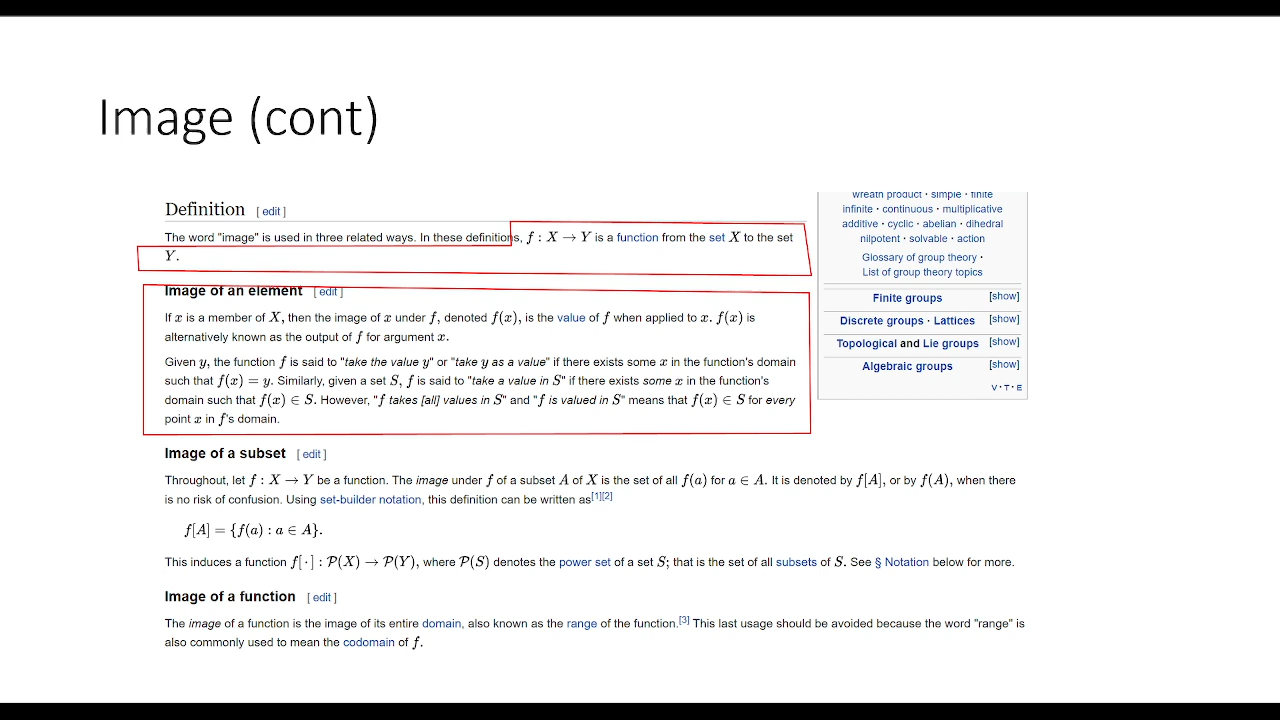 Image (cont)
Definition [ edit ]
The word "image" is used in three related ways. In these definitions, f : X → Y is a function from the set X to the set
Y.
Image of an element [ edit ]
If x is a member of X, then the image of x under f, denoted f(x), is the value of f when applied to x. f(x) is
alternatively known as the output of f for argument x.
Given y, the function f is said to "take the value y" or "take y as a value" if there exists some x in the function's domain
such that f(x) = y. Similarly, given a set S, f is said to "take a value in S" if there exists some x in the function's
domain such that f(x) ∈ S. However, "f takes [all] values in S" and "f is valued in S" means that f(x) ∈ S for every
point x in f's domain.
Image of a subset [ edit ]
Throughout, let f : X → Y be a function. The image under f of a subset A of X is the set of all f(a) for a ∈ A. It is denoted by f[A], or by f(A), when there
is no risk of confusion. Using set-builder notation, this definition can be written as[1][2]
f[A] = {f(a) : a ∈ A}.
This induces a function f[ · ] : 𝒫(X) → 𝒫(Y), where 𝒫(S) denotes the power set of a set S; that is the set of all subsets of S. See § Notation below for more.
Image of a function [ edit ]
The image of a function is the image of its entire domain, also known as the range of the function.[3] This last usage should be avoided because the word "range" is
also commonly used to mean the codomain of f.
wreath product · simple · finite
infinite · continuous · multiplicative
additive · cyclic · abelian · dihedral
nilpotent · solvable · action
Glossary of group theory ·
List of group theory topics
Finite groups [show]
Discrete groups · Lattices [show]
Topological and Lie groups [show]
Algebraic groups [show]
V · T · E